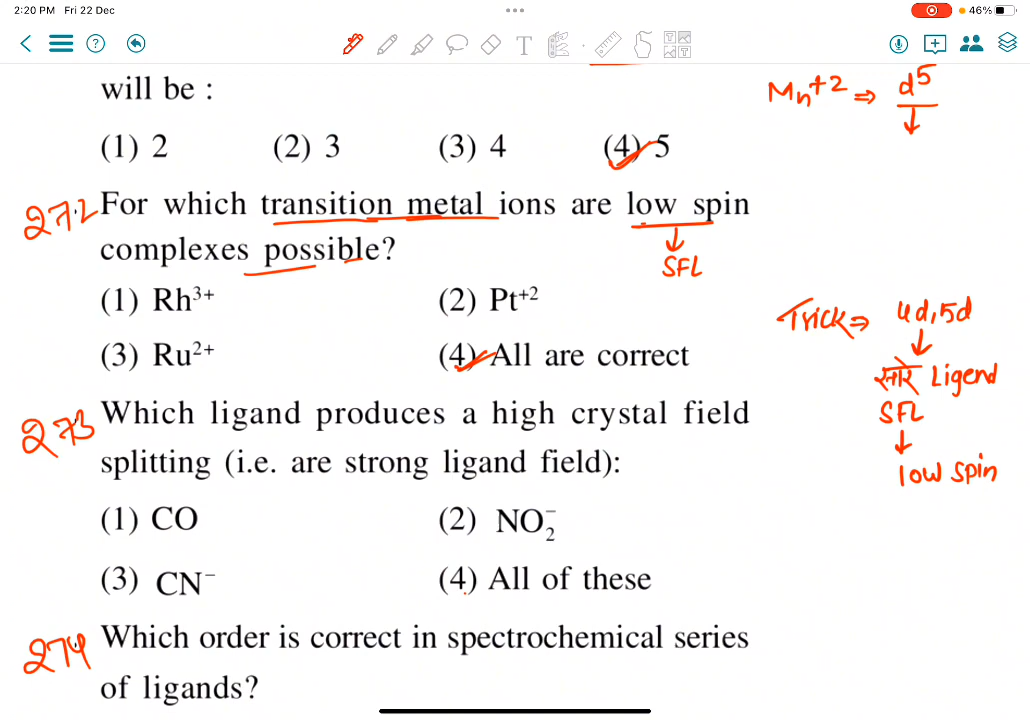 2:20 PM Fri 22 Dec
46%
will be :
Mn+2 ⇒ d5
(1) 2 (2) 3 (3) 4 (4) 5
272 For which transition metal ions are low spin
complexes possible?
SFL
(1) Rh³⁺ (2) Pt⁺²
Trick ⇒ 4d,5d
(3) Ru²⁺ (4) All are correct
सारे Ligend
SFL
273 Which ligand produces a high crystal field
splitting (i.e. are strong ligand field):
low spin
(1) CO (2) NO₂⁻
(3) CN⁻ (4) All of these
274 Which order is correct in spectrochemical series
of ligands?